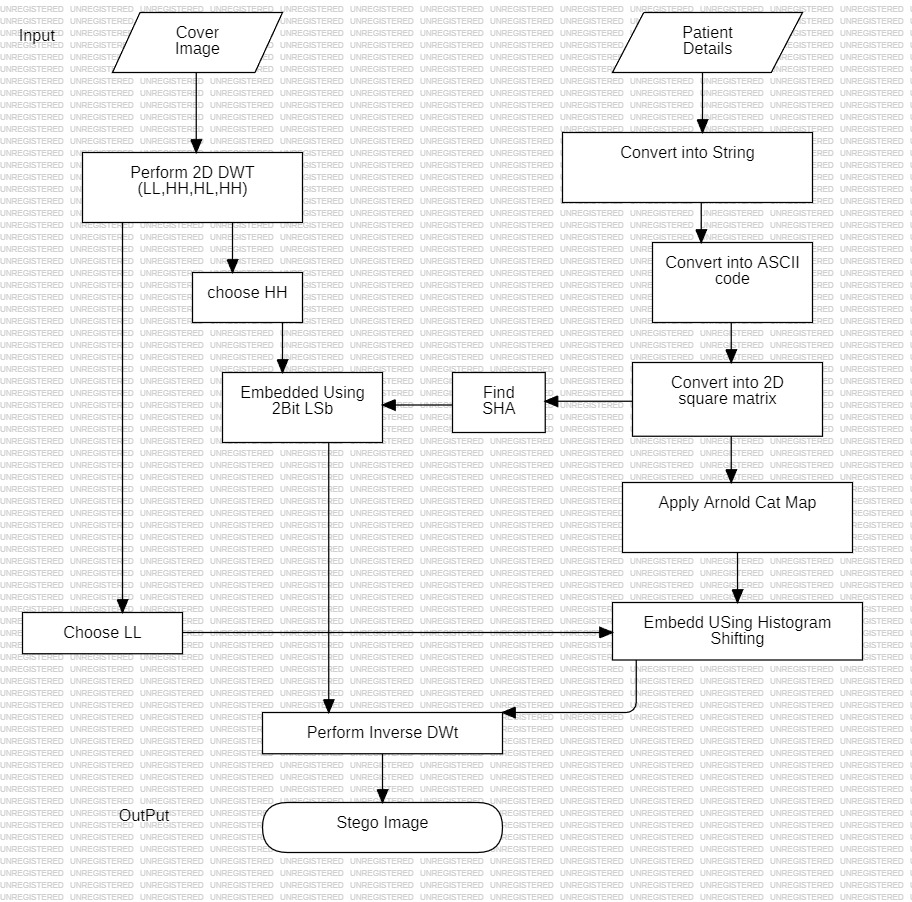 Input
Cover
Image
Patient
Details
Perform 2D DWT
(LL,HH,HL,HH)
Convert into String
choose HH
Convert into ASCII
code
Embedded Using
2Bit LSb
Find
SHA
Convert into 2D
square matrix
Apply Arnold Cat Map
Choose LL
Embedd USing Histogram
Shifting
Perform Inverse DWt
OutPut
Stego Image
UNREGISTERED